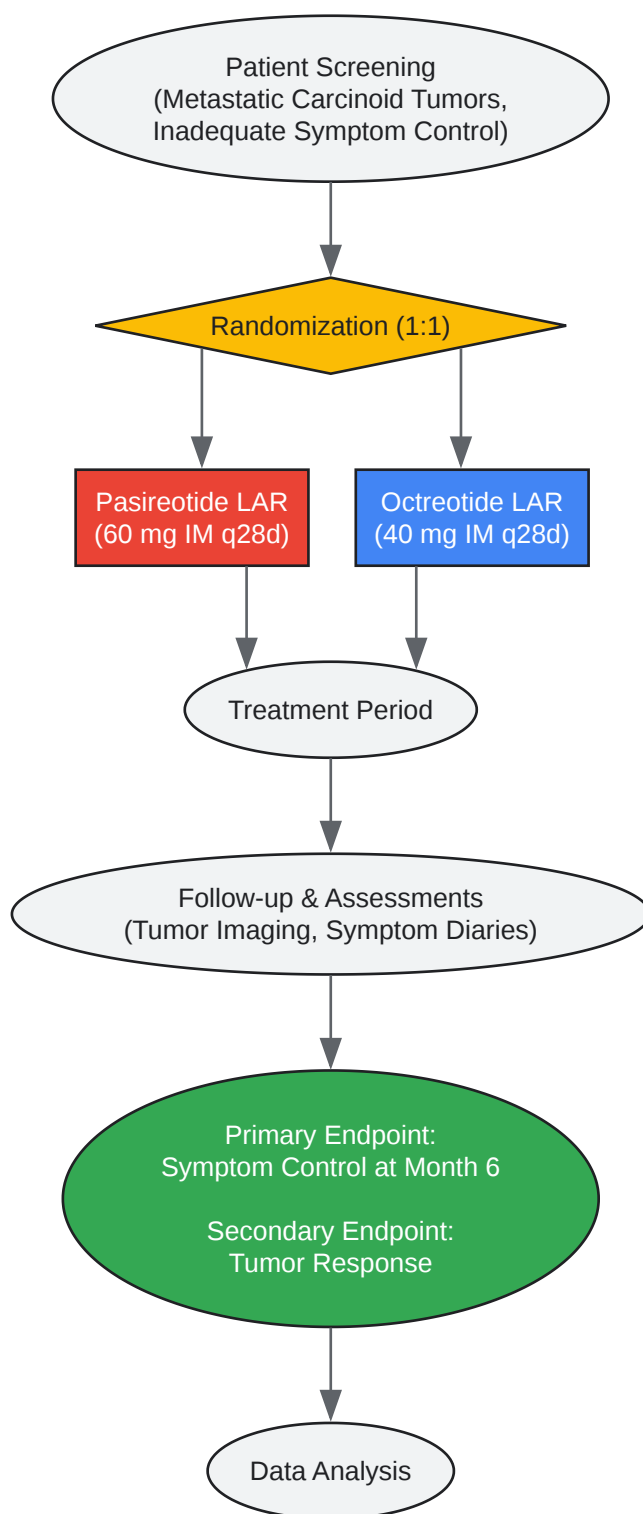 Patient Screening
(Metastatic Carcinoid Tumors,
Inadequate Symptom Control)
Randomization (1:1)
Pasireotide LAR
(60 mg IM q28d)
Octreotide LAR
(40 mg IM q28d)
Treatment Period
Follow-up & Assessments
(Tumor Imaging, Symptom Diaries)
Primary Endpoint:
Symptom Control at Month 6
Secondary Endpoint:
Tumor Response
Data Analysis